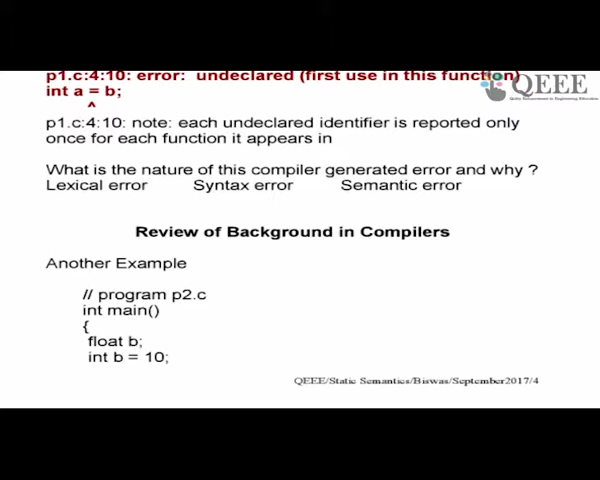 p1.c:4:10: error:  undeclared (first use in this function)
QEEE
int a = b;
^
p1.c:4:10: note: each undeclared identifier is reported only
once for each function it appears in
What is the nature of this compiler generated error and why ?
Lexical error Syntax error Semantic error
Review of Background in Compilers
Another Example
// program p2.c
int main()
{
float b;
int b = 10;
QEEE/Static Semantics/Biswas/September2017/4